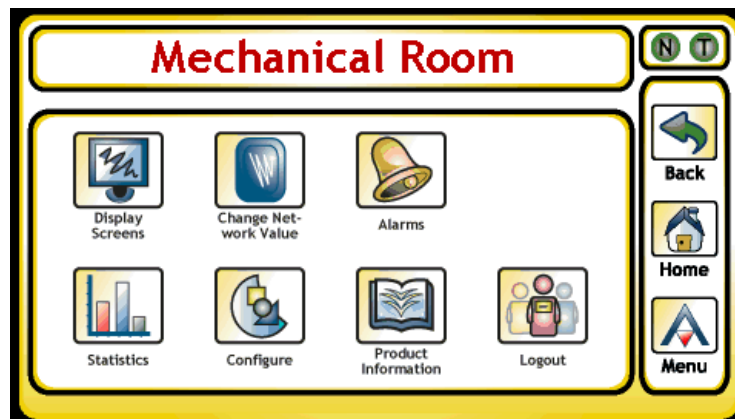 Mechanical Room
N T
Display
Screens
Change Net-
work Value
Alarms
Statistics
Configure
Product
Information
Logout
Back
Home
Menu